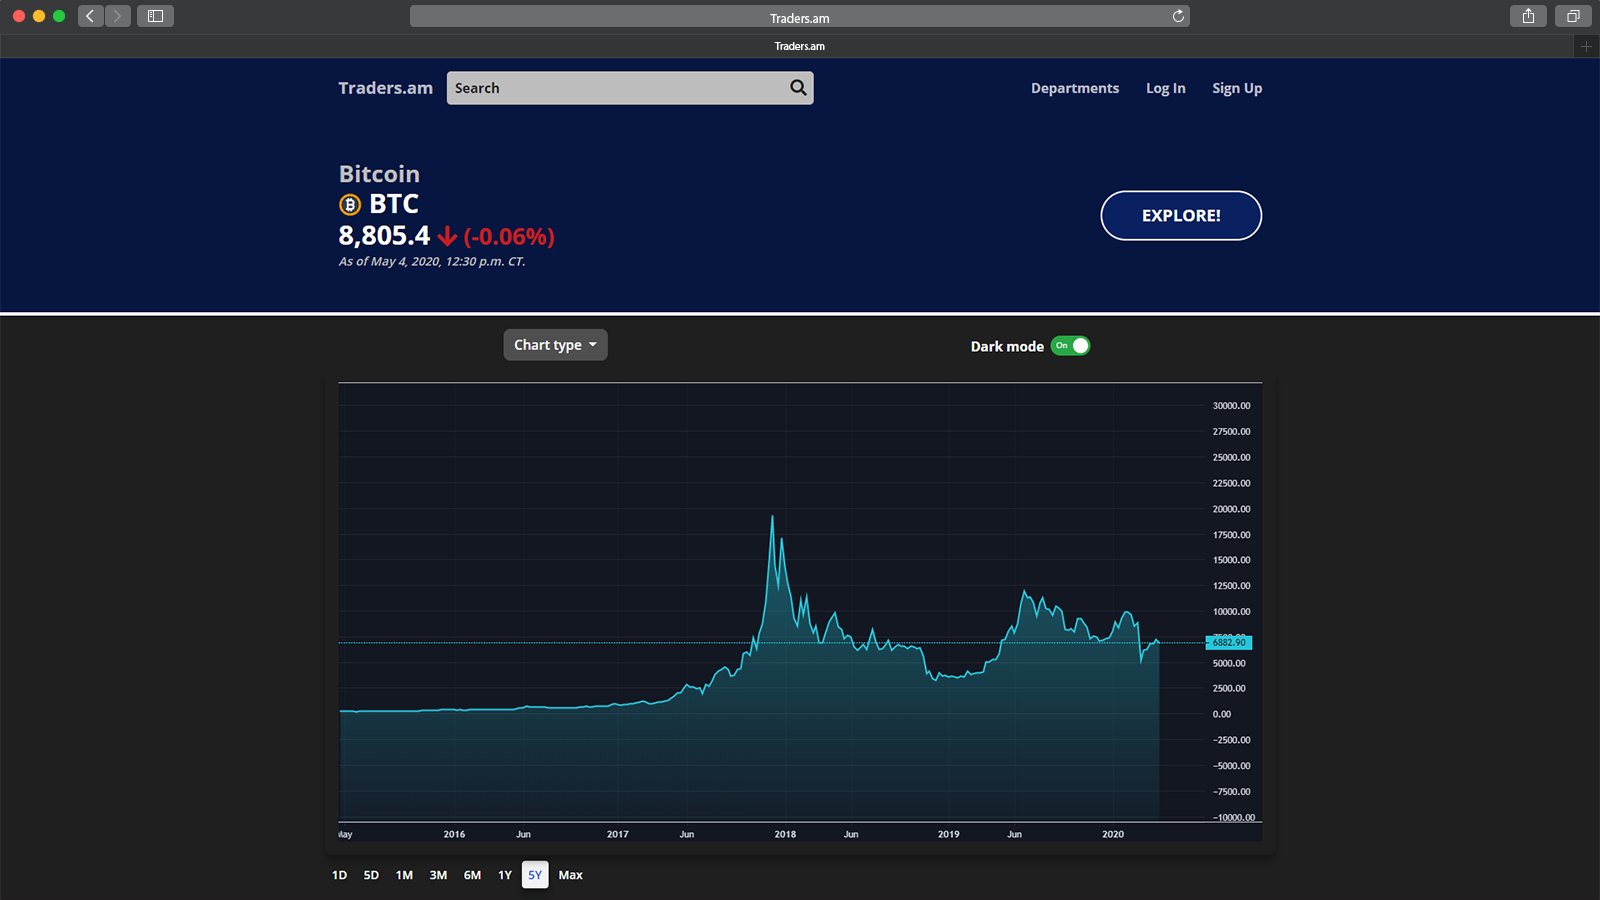 Traders.am
Traders.am
Traders.am Search Departments Log In Sign Up
Bitcoin
BTC
8,805.4 (-0.06%)
As of May 4, 2020, 12:30 p.m. CT.
EXPLORE!
Chart type Dark mode On
30000.00
27500.00
25000.00
22500.00
20000.00
17500.00
15000.00
12500.00
10000.00
6882.90
5000.00
2500.00
0.00
−2500.00
−5000.00
−7500.00
−10000.00
May 2016 Jun 2017 Jun 2018 Jun 2019 Jun 2020
1D 5D 1M 3M 6M 1Y 5Y Max